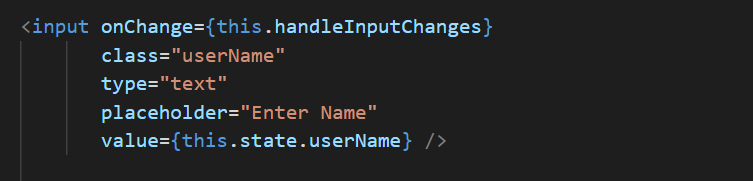 <input onChange={this.handleInputChanges}
class="userName"
type="text"
placeholder="Enter Name"
value={this.state.userName} />